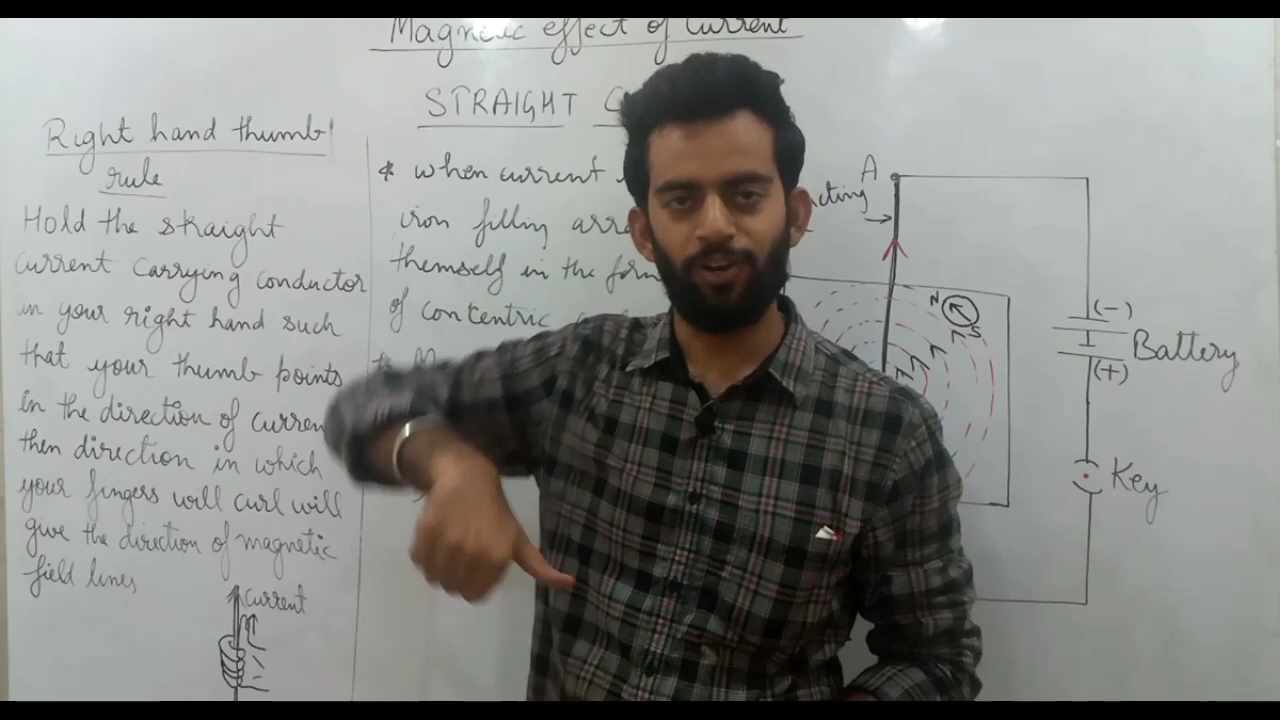 Magnetic effect of Current
STRAIGHT
Right hand thumb
rule
Hold the straight
current carrying conductor
in your right hand such
that your thumb points
in the direction of curren
then direction in which
your fingers will curl will
give the direction of magnetic
field lines
current
* when current
iron filling arra
themself in the form
of concentric
A
cting
N
S
(-)
Battery
(+)
Key